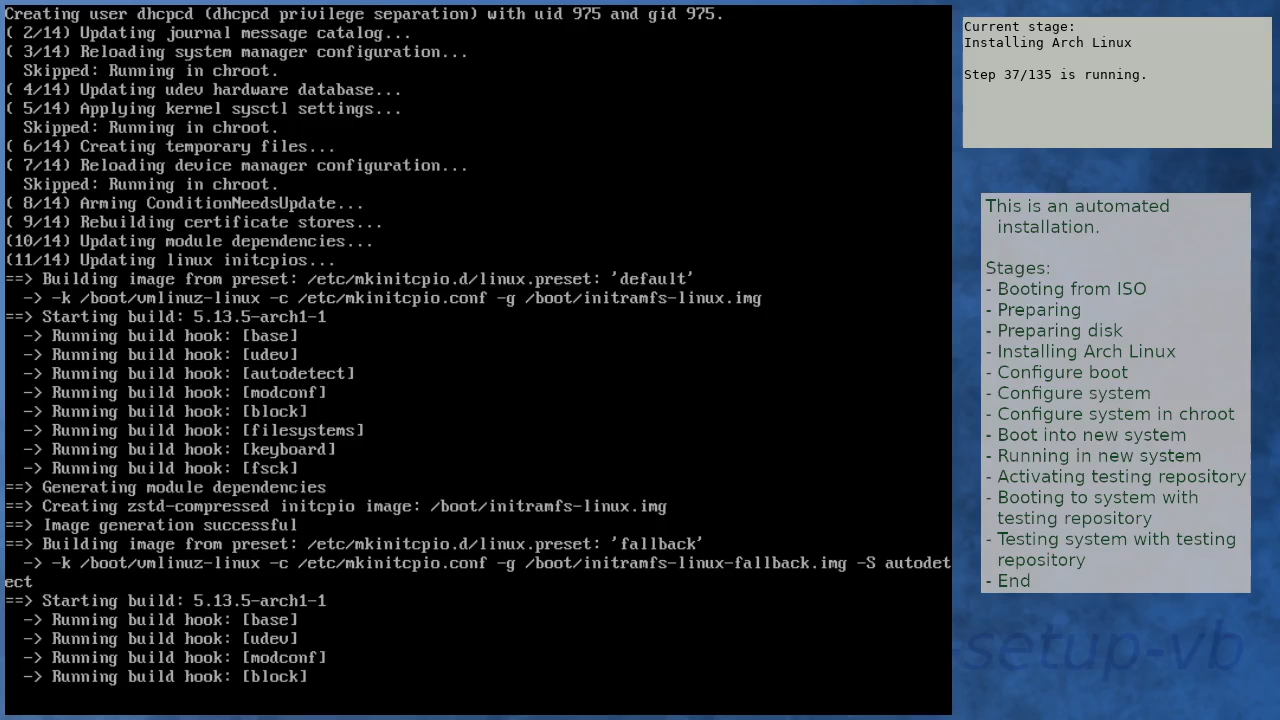 Creating user dhcpcd (dhcpcd privilege separation) with uid 975 and gid 975.
( 2/14) Updating journal message catalog...
( 3/14) Reloading system manager configuration...
  Skipped: Running in chroot.
( 4/14) Updating udev hardware database...
( 5/14) Applying kernel sysctl settings...
  Skipped: Running in chroot.
( 6/14) Creating temporary files...
( 7/14) Reloading device manager configuration...
  Skipped: Running in chroot.
( 8/14) Arming ConditionNeedsUpdate...
( 9/14) Rebuilding certificate stores...
(10/14) Updating module dependencies...
(11/14) Updating linux initcpios...
==> Building image from preset: /etc/mkinitcpio.d/linux.preset: 'default'
  -> -k /boot/vmlinuz-linux -c /etc/mkinitcpio.conf -g /boot/initramfs-linux.img
==> Starting build: 5.13.5-arch1-1
  -> Running build hook: [base]
  -> Running build hook: [udev]
  -> Running build hook: [autodetect]
  -> Running build hook: [modconf]
  -> Running build hook: [block]
  -> Running build hook: [filesystems]
  -> Running build hook: [keyboard]
  -> Running build hook: [fsck]
==> Generating module dependencies
==> Creating zstd-compressed initcpio image: /boot/initramfs-linux.img
==> Image generation successful
==> Building image from preset: /etc/mkinitcpio.d/linux.preset: 'fallback'
  -> -k /boot/vmlinuz-linux -c /etc/mkinitcpio.conf -g /boot/initramfs-linux-fallback.img -S autodet
ect
==> Starting build: 5.13.5-arch1-1
  -> Running build hook: [base]
  -> Running build hook: [udev]
  -> Running build hook: [modconf]
  -> Running build hook: [block]
Current stage:
Installing Arch Linux
Step 37/135 is running.
This is an automated
installation.
Stages:
- Booting from ISO
- Preparing
- Preparing disk
- Installing Arch Linux
- Configure boot
- Configure system
- Configure system in chroot
- Boot into new system
- Running in new system
- Activating testing repository
- Booting to system with
testing repository
- Testing system with testing
repository
- End
-setup-vb